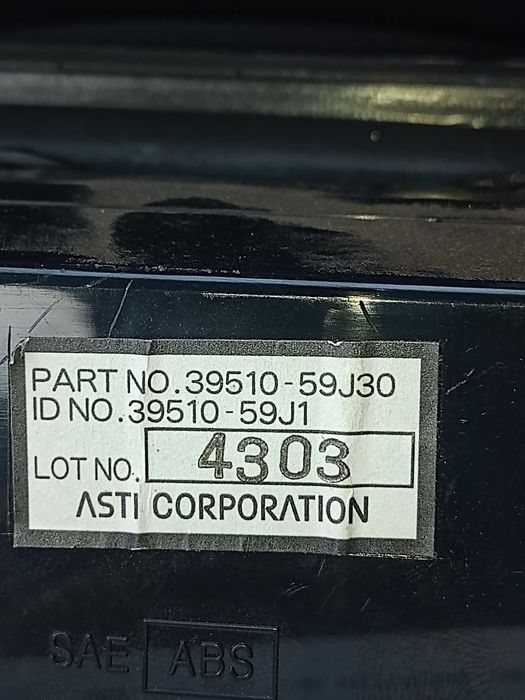 PART NO.39510-59J30
ID NO.39510-59J1
LOT NO. 4303
ASTI CORPORATION
SAE ABS